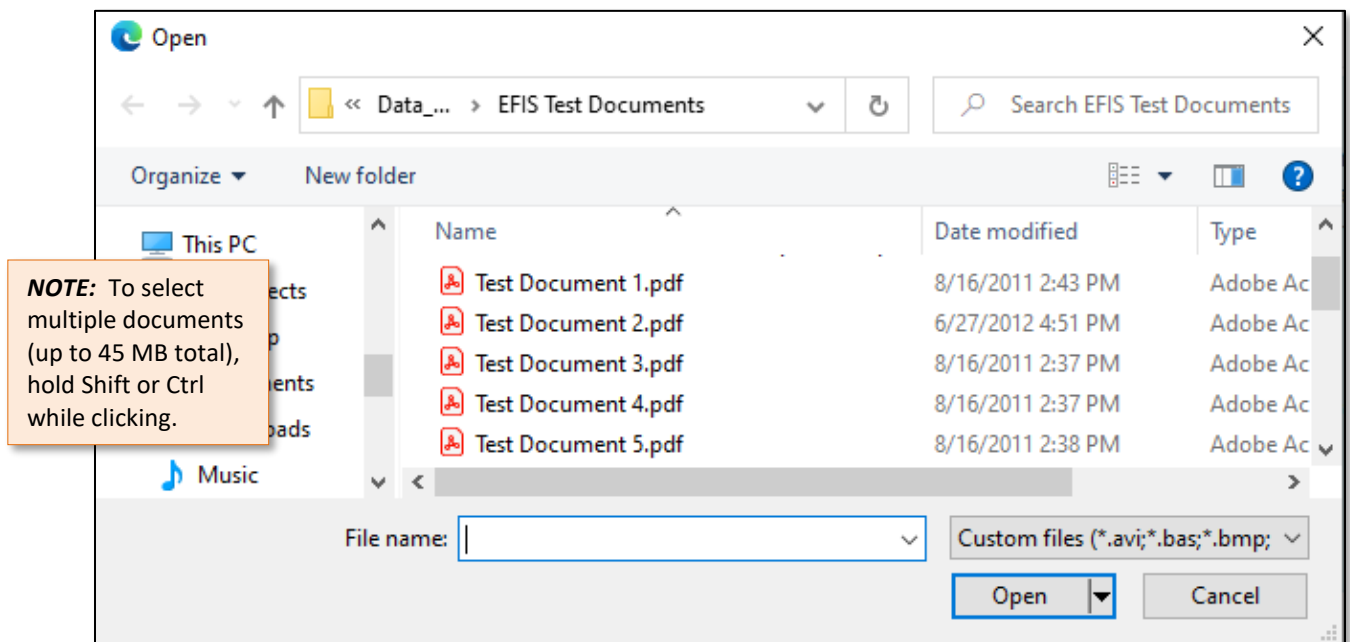 Open
« Data_... > EFIS Test Documents
Search EFIS Test Documents
Organize
New folder
Name
Date modified
Type
This PC
ects
p
ents
oads
Music
NOTE: To select
multiple documents
(up to 45 MB total),
hold Shift or Ctrl
while clicking.
Test Document 1.pdf 8/16/2011 2:43 PM Adobe Ac
Test Document 2.pdf 6/27/2012 4:51 PM Adobe Ac
Test Document 3.pdf 8/16/2011 2:37 PM Adobe Ac
Test Document 4.pdf 8/16/2011 2:37 PM Adobe Ac
Test Document 5.pdf 8/16/2011 2:38 PM Adobe Ac
File name:
Custom files (*.avi;*.bas;*.bmp;
Open
Cancel